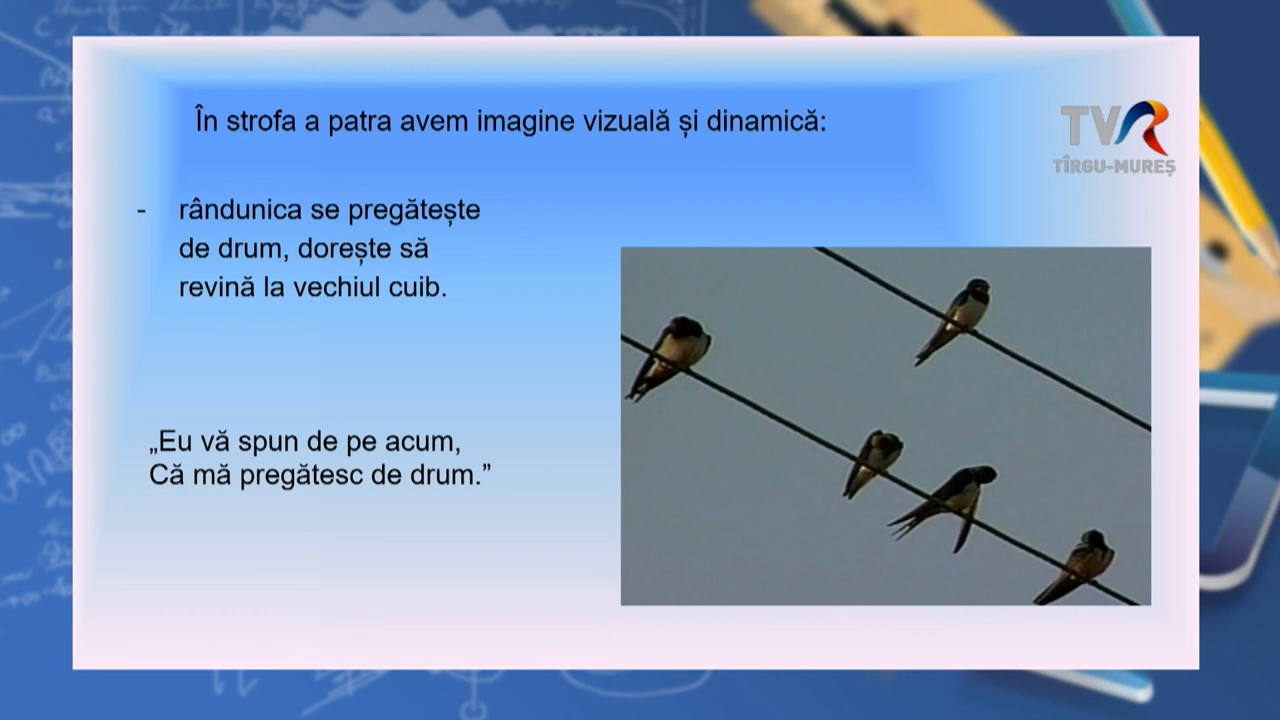 În strofa a patra avem imagine vizuală și dinamică:
TVR
TÎRGU-MUREȘ
- rândunica se pregătește
de drum, dorește să
revină la vechiul cuib.
„Eu vă spun de pe acum,
Că mă pregătesc de drum.”